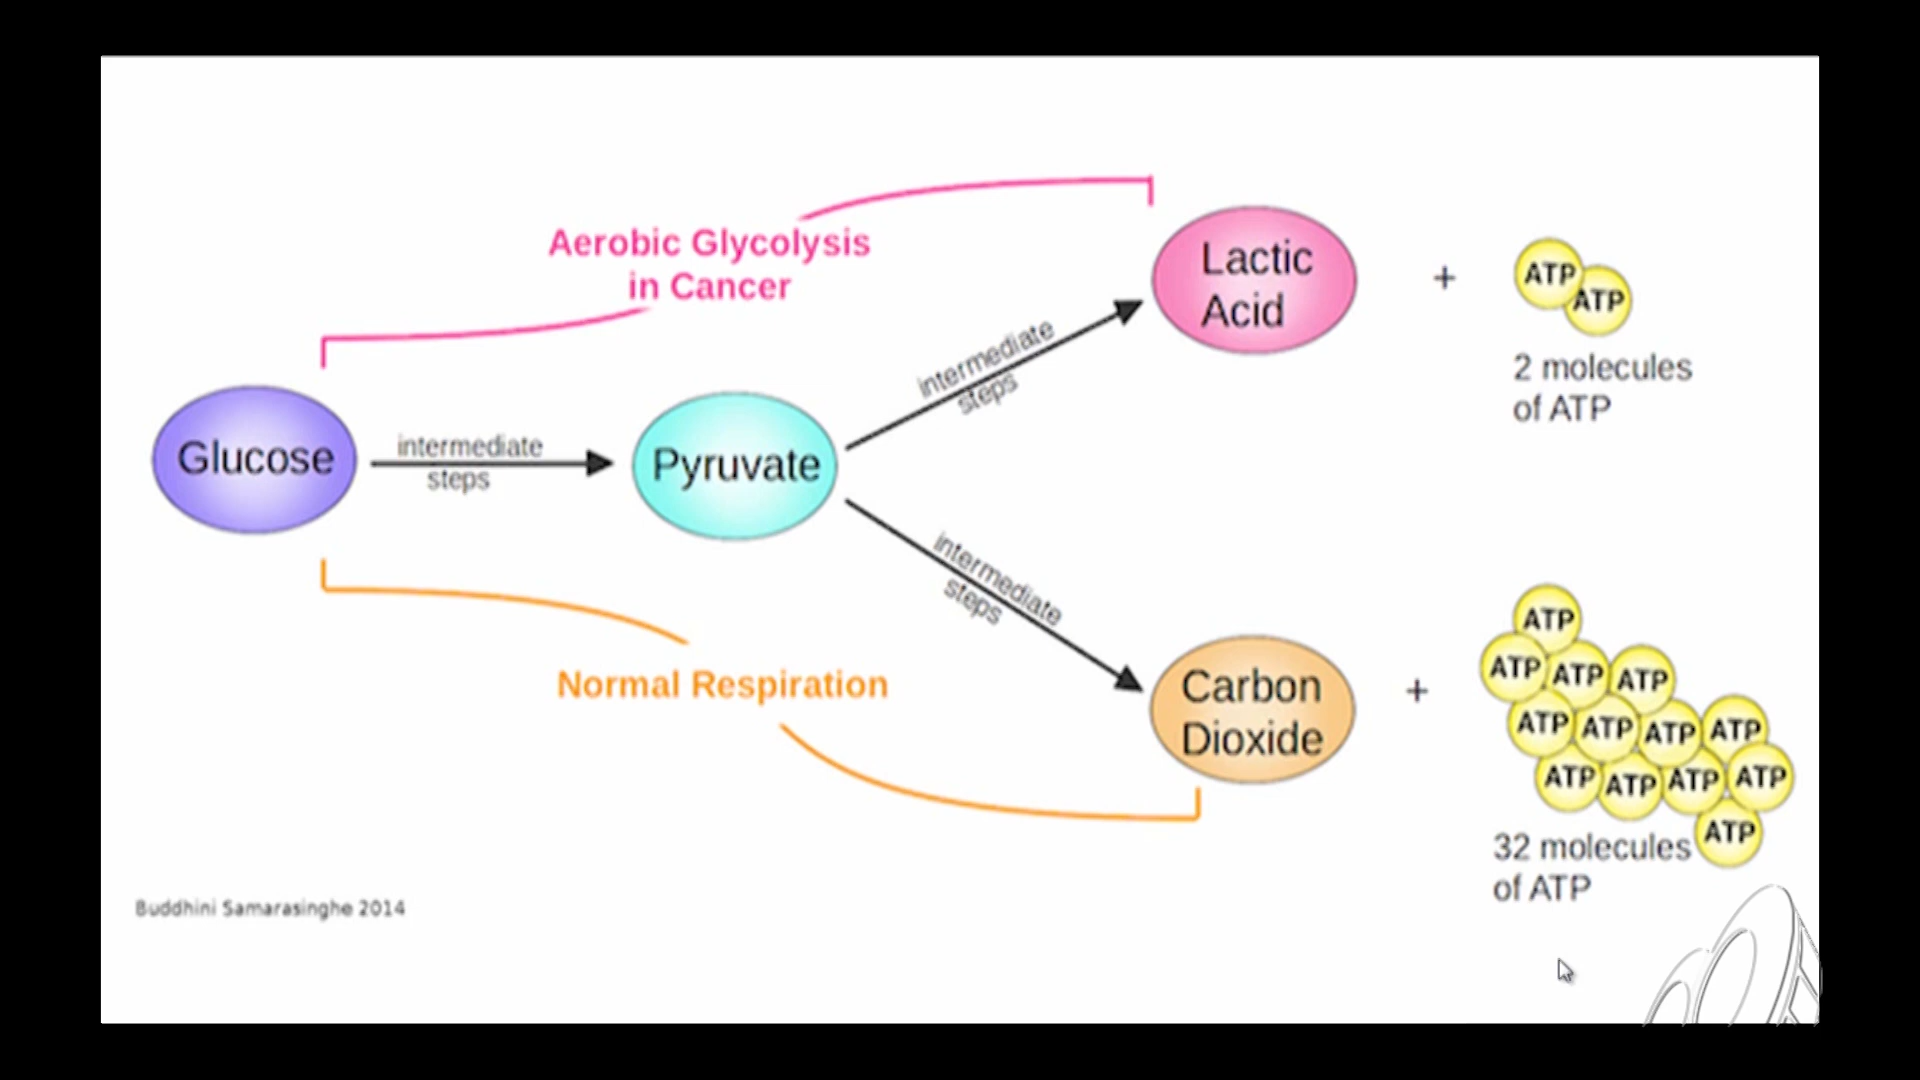 Aerobic Glycolysis
in Cancer
Lactic
Acid
+
ATP
ATP
2 molecules
of ATP
intermediate
steps
Glucose
intermediate
steps
Pyruvate
intermediate
steps
Normal Respiration
Carbon
Dioxide
+
ATP
ATP ATP ATP
ATP ATP ATP ATP
ATP ATP ATP ATP
ATP
32 molecules
of ATP
Buddhini Samarasinghe 2014